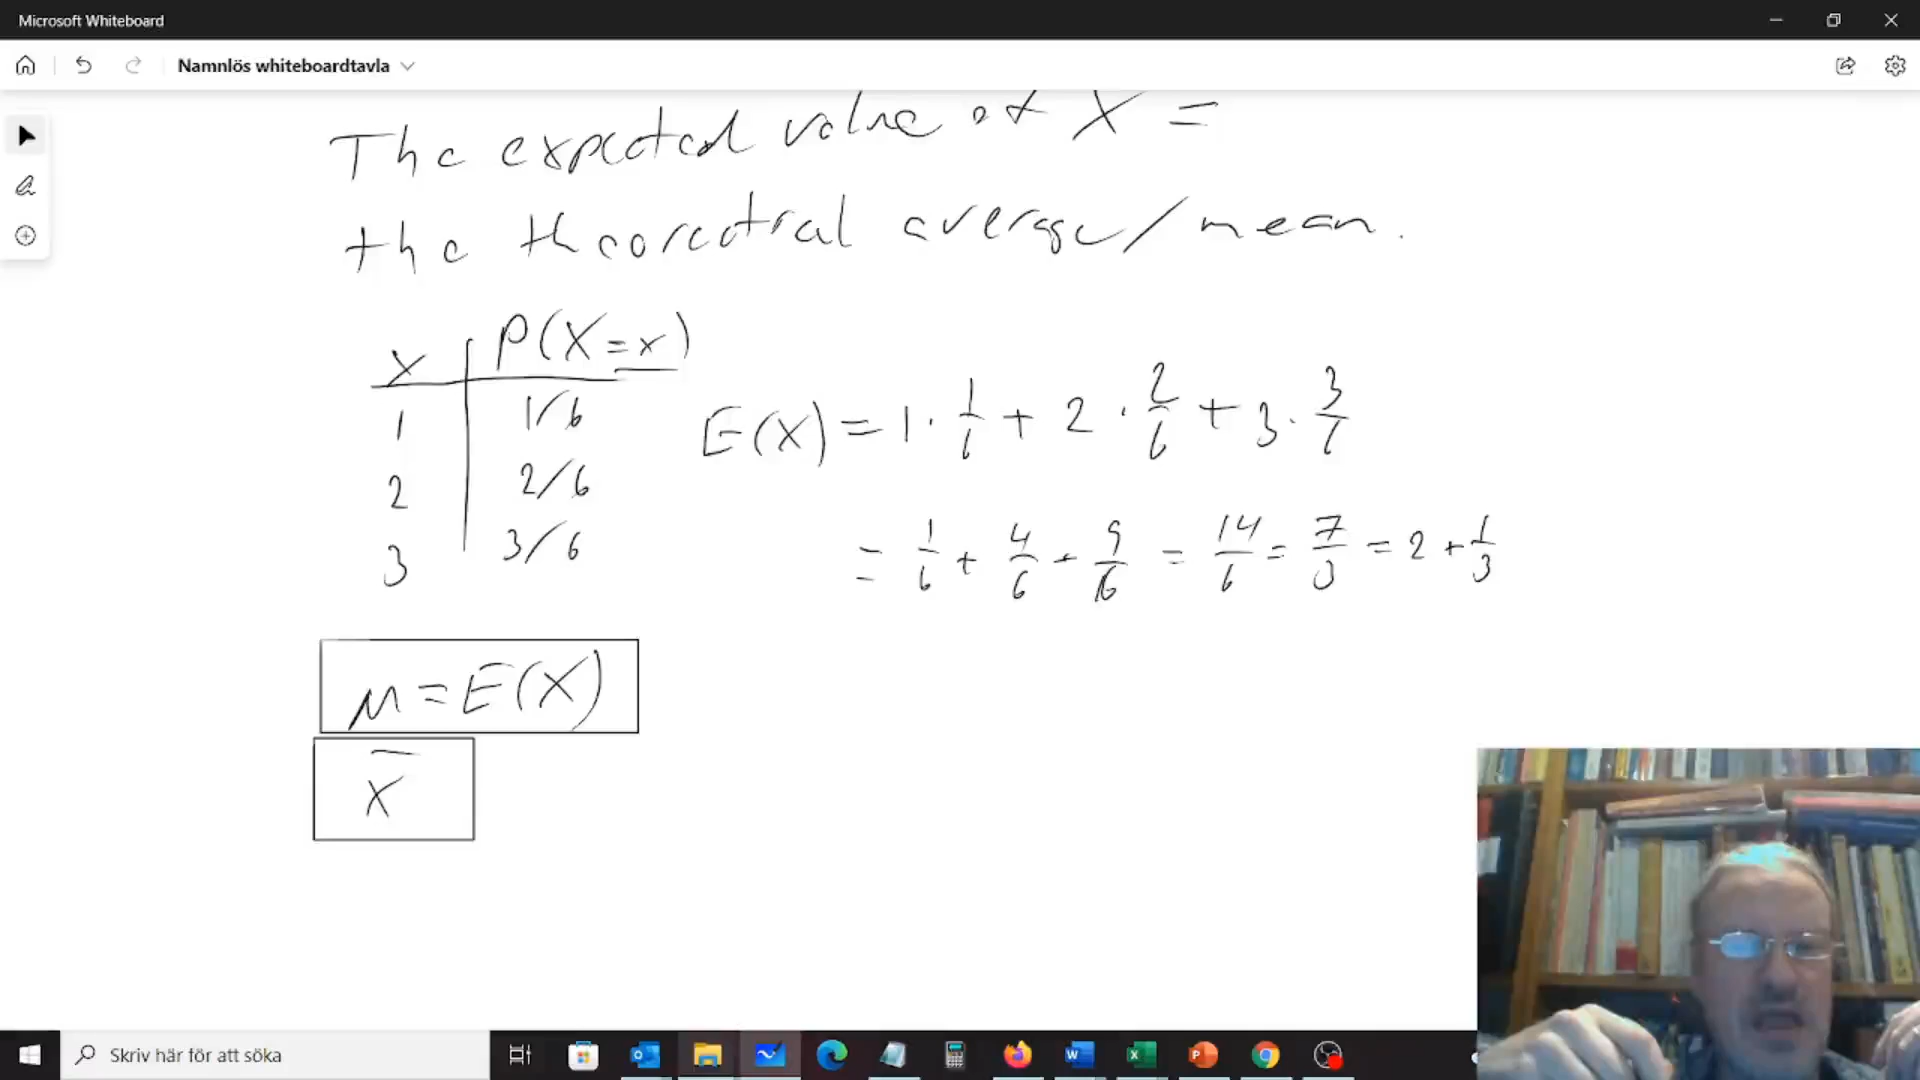 Microsoft Whiteboard
Namnlös whiteboardtavla
The expected value of X =
the theoretical average/mean.
x | P(X=x)
1 | 1/6
2 | 2/6
3 | 3/6
E(X) = 1 · 1/6 + 2 · 2/6 + 3 · 3/6
= 1/6 + 4/6 + 9/6 = 14/6 = 7/3 = 2 + 1/3
μ = E(X)
x̄
Skriv här för att söka